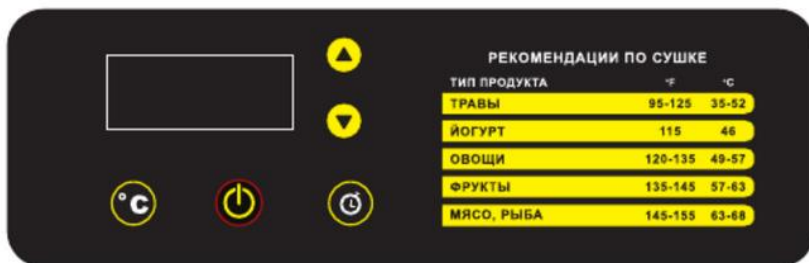 °C
РЕКОМЕНДАЦИИ ПО СУШКЕ
ТИП ПРОДУКТА °F °C
ТРАВЫ 95-125 35-52
ЙОГУРТ 115 46
ОВОЩИ 120-135 49-57
ФРУКТЫ 135-145 57-63
МЯСО, РЫБА 145-155 63-68